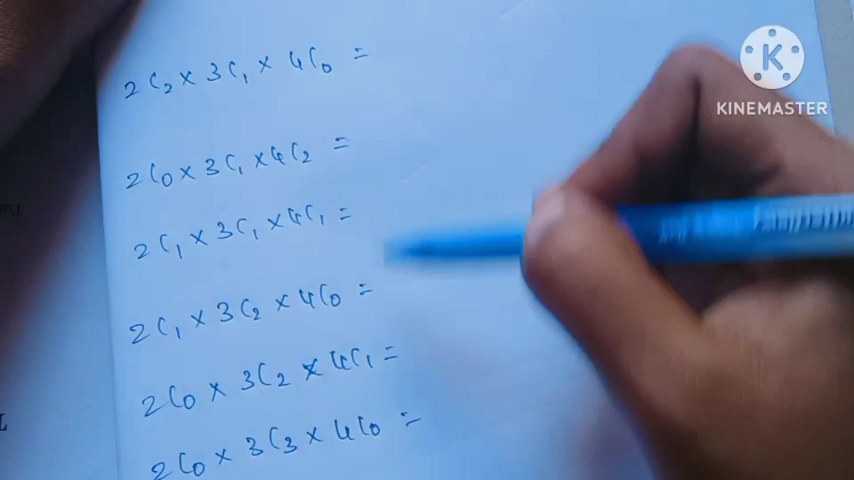 2C₂ × 3C₁ × 4C₀ =
K
KINEMASTER
2C₀ × 3C₁ × 4C₂ =
2C₁ × 3C₁ × 4C₁ =
2C₁ × 3C₂ × 4C₀ =
2C₀ × 3C₂ × 4C₁ =
2C₀ × 3C₃ × 4C₀ =